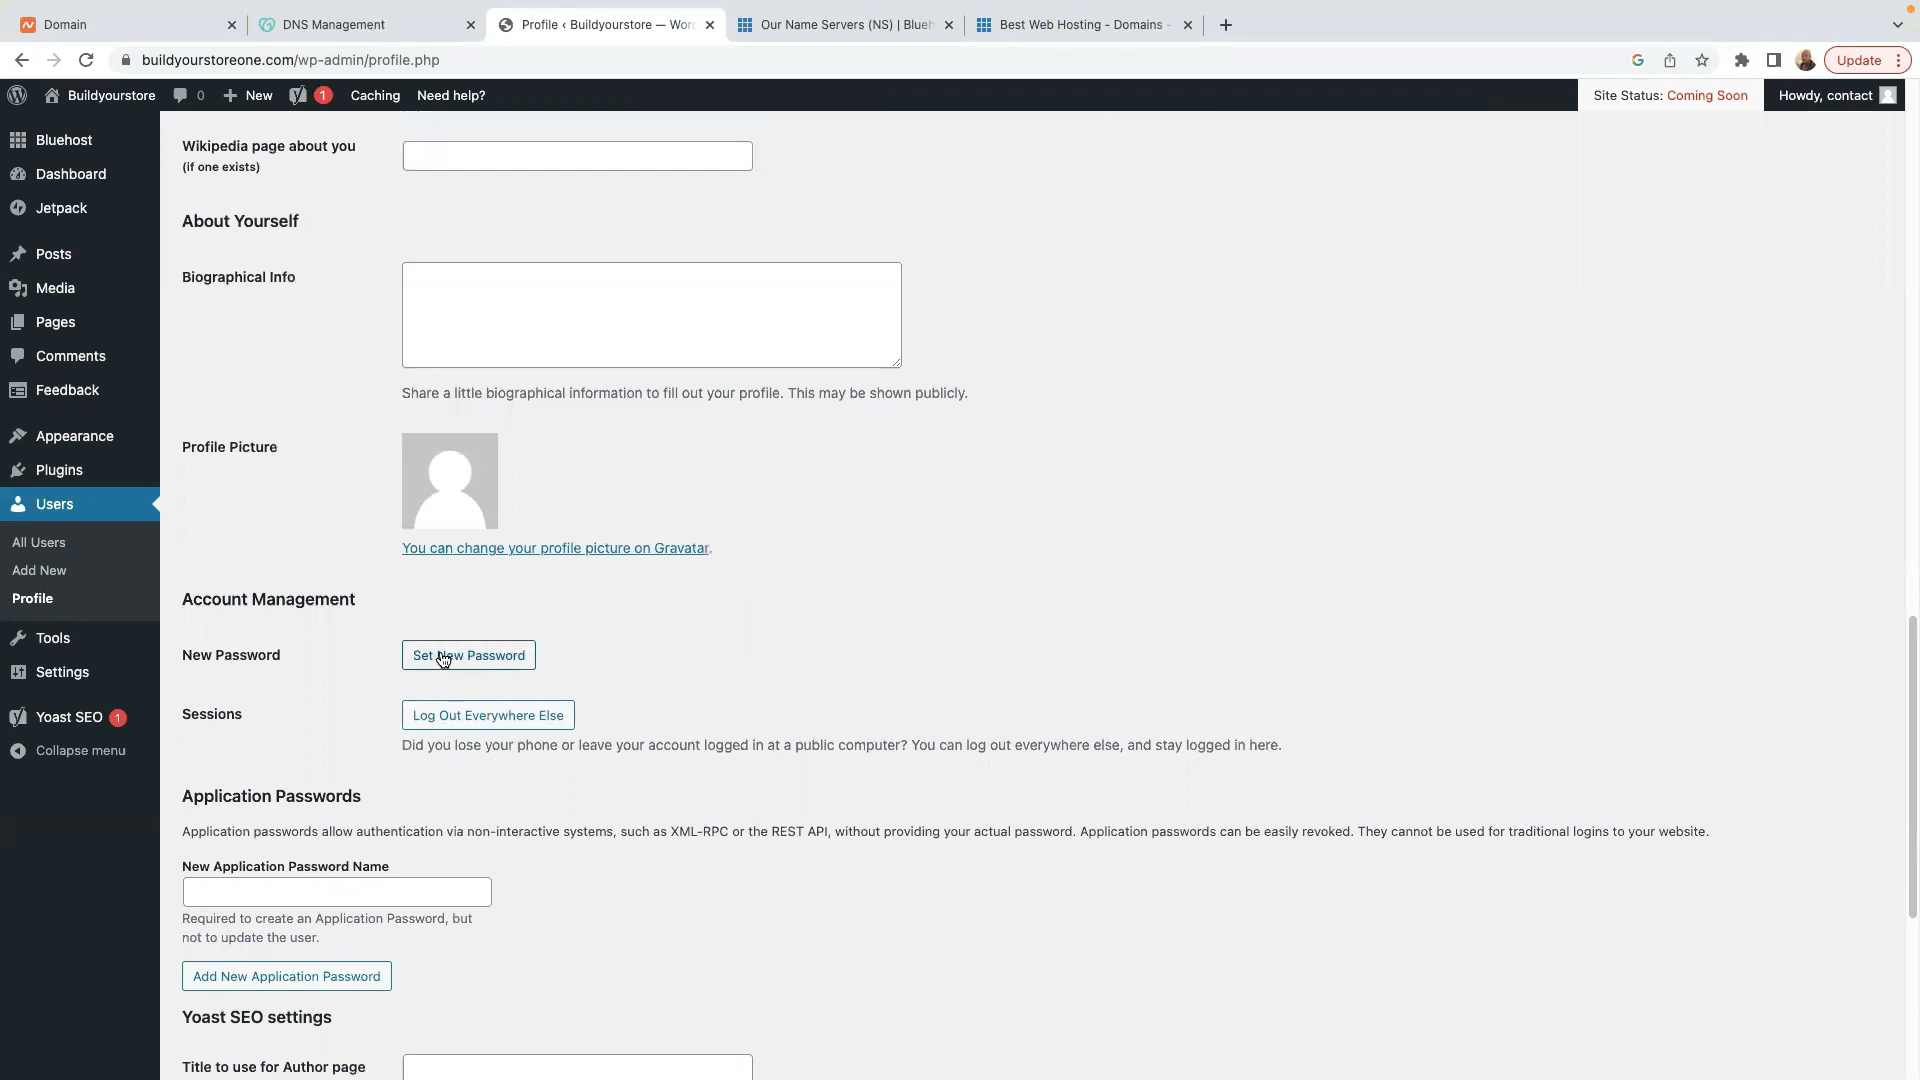 Domain
DNS Management
Profile ‹ Buildyourstore — Word
Our Name Servers (NS) | Blueh
Best Web Hosting - Domains -
buildyourstoreone.com/wp-admin/profile.php
Update
Buildyourstore
0
New
1
Caching
Need help?
Site Status: Coming Soon
Howdy, contact
Bluehost
Dashboard
Jetpack
Posts
Media
Pages
Comments
Feedback
Appearance
Plugins
Users
All Users
Add New
Profile
Tools
Settings
Yoast SEO 1
Collapse menu
Wikipedia page about you
(if one exists)
About Yourself
Biographical Info
Share a little biographical information to fill out your profile. This may be shown publicly.
Profile Picture
You can change your profile picture on Gravatar.
Account Management
New Password
Set New Password
Sessions
Log Out Everywhere Else
Did you lose your phone or leave your account logged in at a public computer? You can log out everywhere else, and stay logged in here.
Application Passwords
Application passwords allow authentication via non-interactive systems, such as XML-RPC or the REST API, without providing your actual password. Application passwords can be easily revoked. They cannot be used for traditional logins to your website.
New Application Password Name
Required to create an Application Password, but
not to update the user.
Add New Application Password
Yoast SEO settings
Title to use for Author page